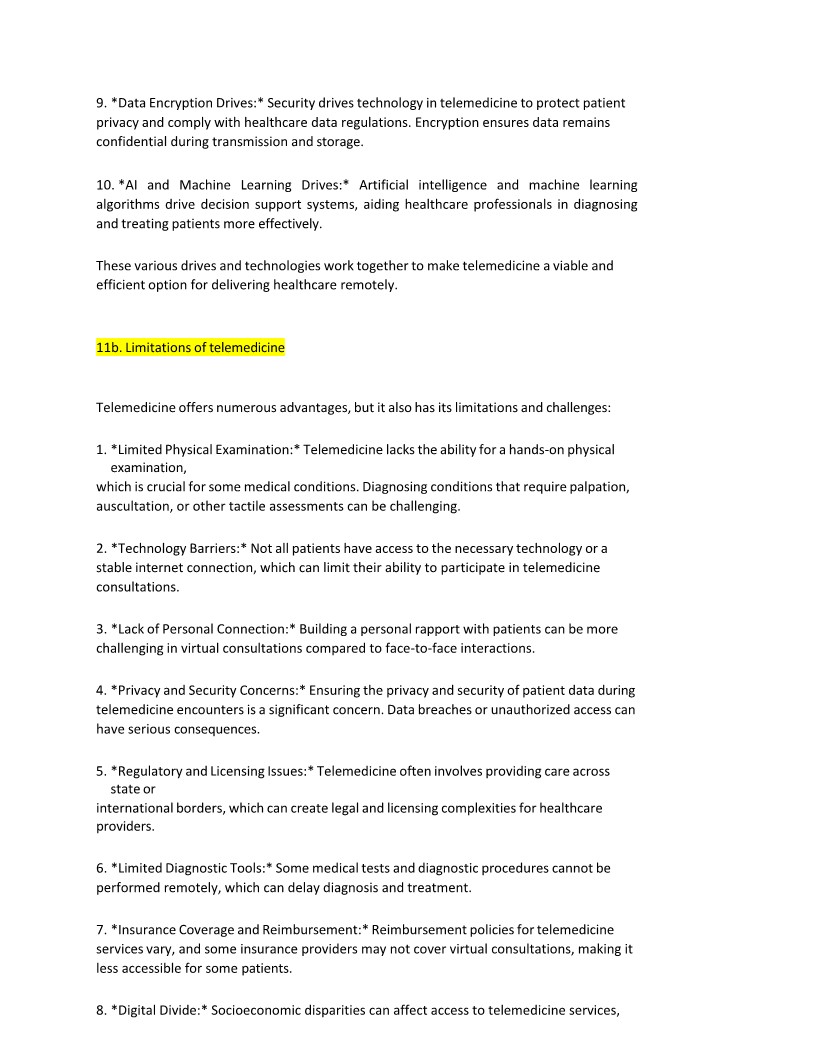 9. *Data Encryption Drives:* Security drives technology in telemedicine to protect patient
privacy and comply with healthcare data regulations. Encryption ensures data remains
confidential during transmission and storage.
10. *AI and Machine Learning Drives:* Artificial intelligence and machine learning
algorithms drive decision support systems, aiding healthcare professionals in diagnosing
and treating patients more effectively.
These various drives and technologies work together to make telemedicine a viable and
efficient option for delivering healthcare remotely.
11b. Limitations of telemedicine
Telemedicine offers numerous advantages, but it also has its limitations and challenges:
1. *Limited Physical Examination:* Telemedicine lacks the ability for a hands-on physical
examination,
which is crucial for some medical conditions. Diagnosing conditions that require palpation,
auscultation, or other tactile assessments can be challenging.
2. *Technology Barriers:* Not all patients have access to the necessary technology or a
stable internet connection, which can limit their ability to participate in telemedicine
consultations.
3. *Lack of Personal Connection:* Building a personal rapport with patients can be more
challenging in virtual consultations compared to face-to-face interactions.
4. *Privacy and Security Concerns:* Ensuring the privacy and security of patient data during
telemedicine encounters is a significant concern. Data breaches or unauthorized access can
have serious consequences.
5. *Regulatory and Licensing Issues:* Telemedicine often involves providing care across
state or
international borders, which can create legal and licensing complexities for healthcare
providers.
6. *Limited Diagnostic Tools:* Some medical tests and diagnostic procedures cannot be
performed remotely, which can delay diagnosis and treatment.
7. *Insurance Coverage and Reimbursement:* Reimbursement policies for telemedicine
services vary, and some insurance providers may not cover virtual consultations, making it
less accessible for some patients.
8. *Digital Divide:* Socioeconomic disparities can affect access to telemedicine services,